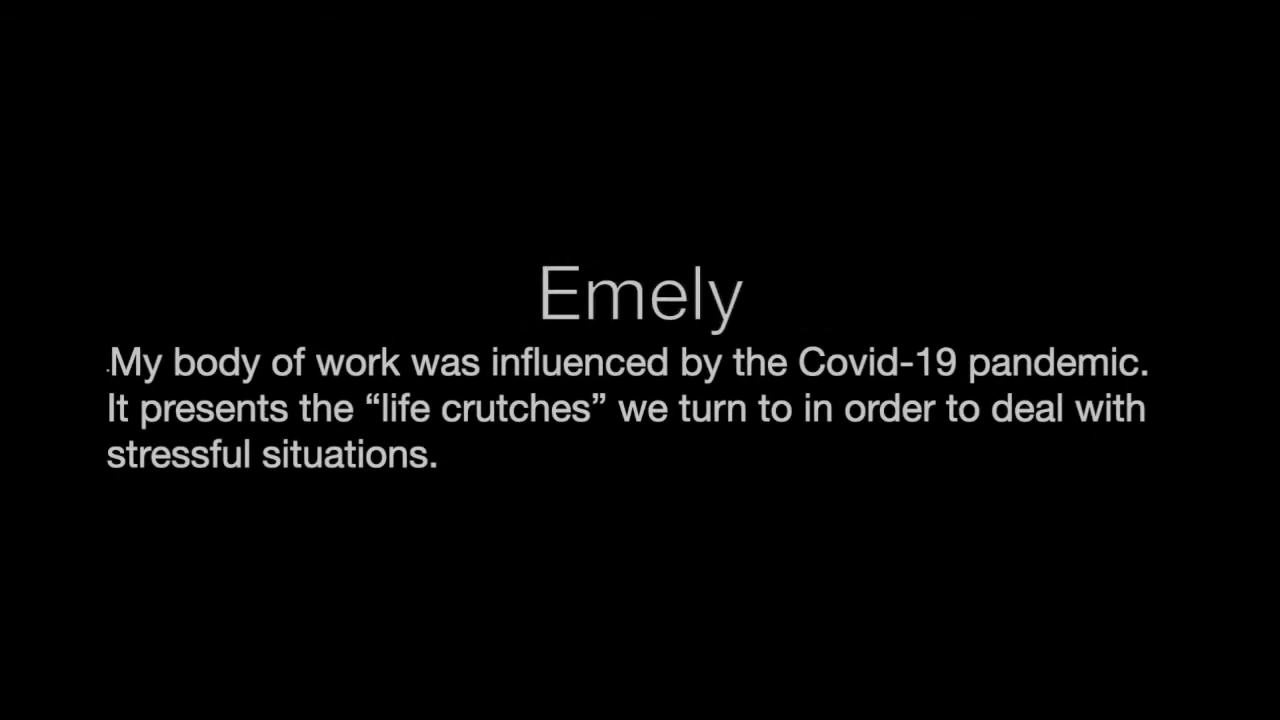 Emely
.My body of work was influenced by the Covid-19 pandemic.
It presents the “life crutches” we turn to in order to deal with
stressful situations.